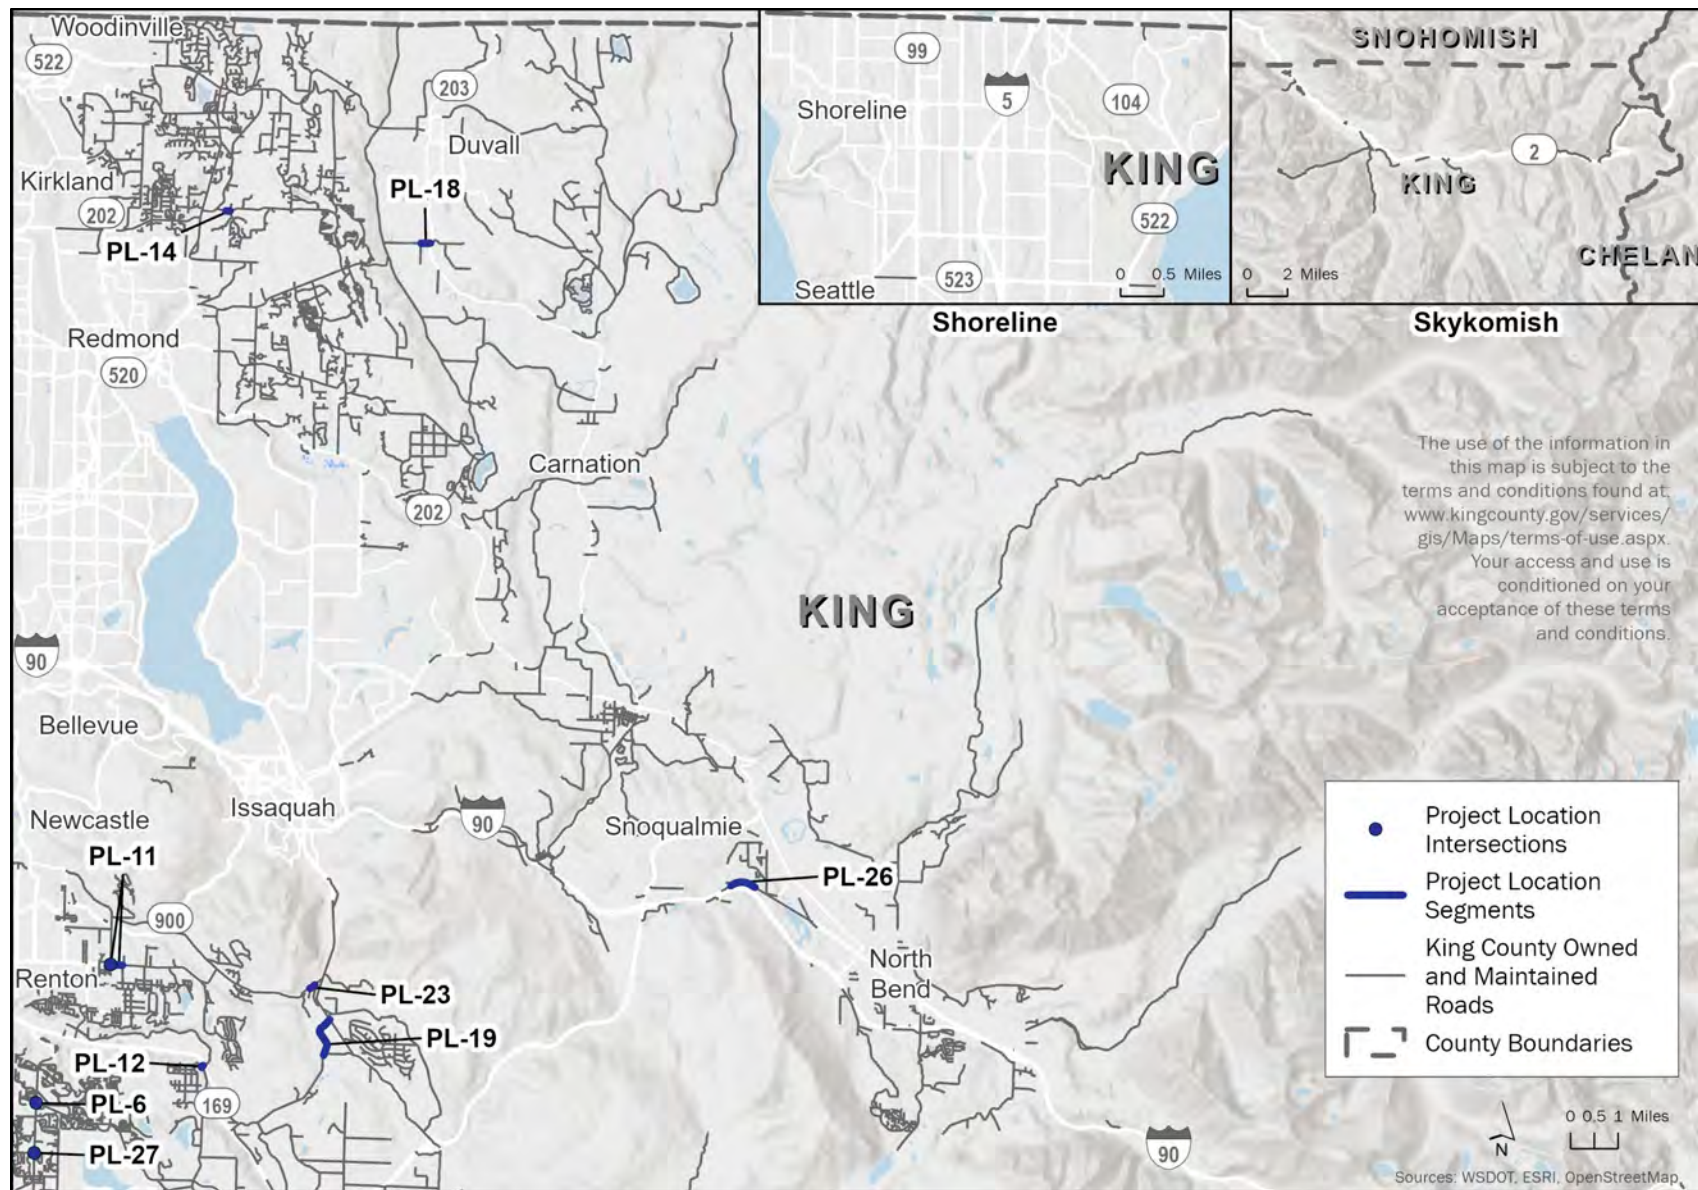 Woodinville
522
203
Duvall
Kirkland
202
PL-18
PL-14
Redmond
520
Carnation
202
KING
90
Bellevue
Newcastle
Issaquah
90
Snoqualmie
PL-11
PL-26
900
Renton
North
Bend
PL-23
PL-19
PL-12
169
PL-6
PL-27
90
99
5
104
Shoreline
KING
522
523
Seattle
0 0.5 Miles
Shoreline
SNOHOMISH
2
KING
CHELAN
0 2 Miles
Skykomish
The use of the information in
this map is subject to the
terms and conditions found at:
www.kingcounty.gov/services/
gis/Maps/terms-of-use.aspx.
Your access and use is
conditioned on your
acceptance of these terms
and conditions.
Project Location
Intersections
Project Location
Segments
King County Owned
and Maintained
Roads
County Boundaries
N
0 0.5 1 Miles
Sources: WSDOT, ESRI, OpenStreetMap